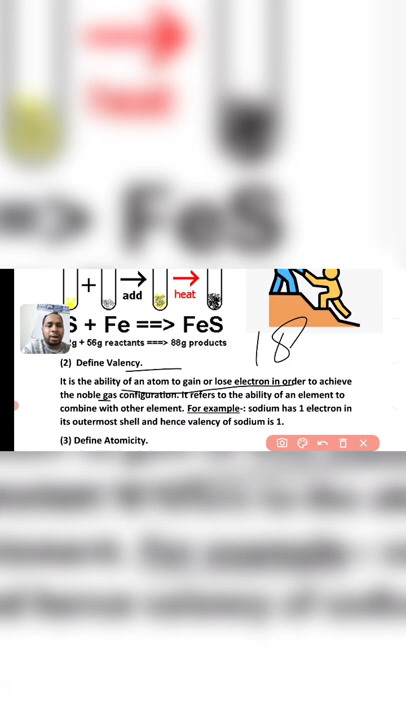 heat
=> FeS
+ add heat
S + Fe ==> FeS
g + 56g reactants ===> 88g products
18
(2) Define Valency.
It is the ability of an atom to gain or lose electron in order to achieve
the noble gas configuration. It refers to the ability of an element to
combine with other element. For example-: sodium has 1 electron in
its outermost shell and hence valency of sodium is 1.
(3) Define Atomicity.